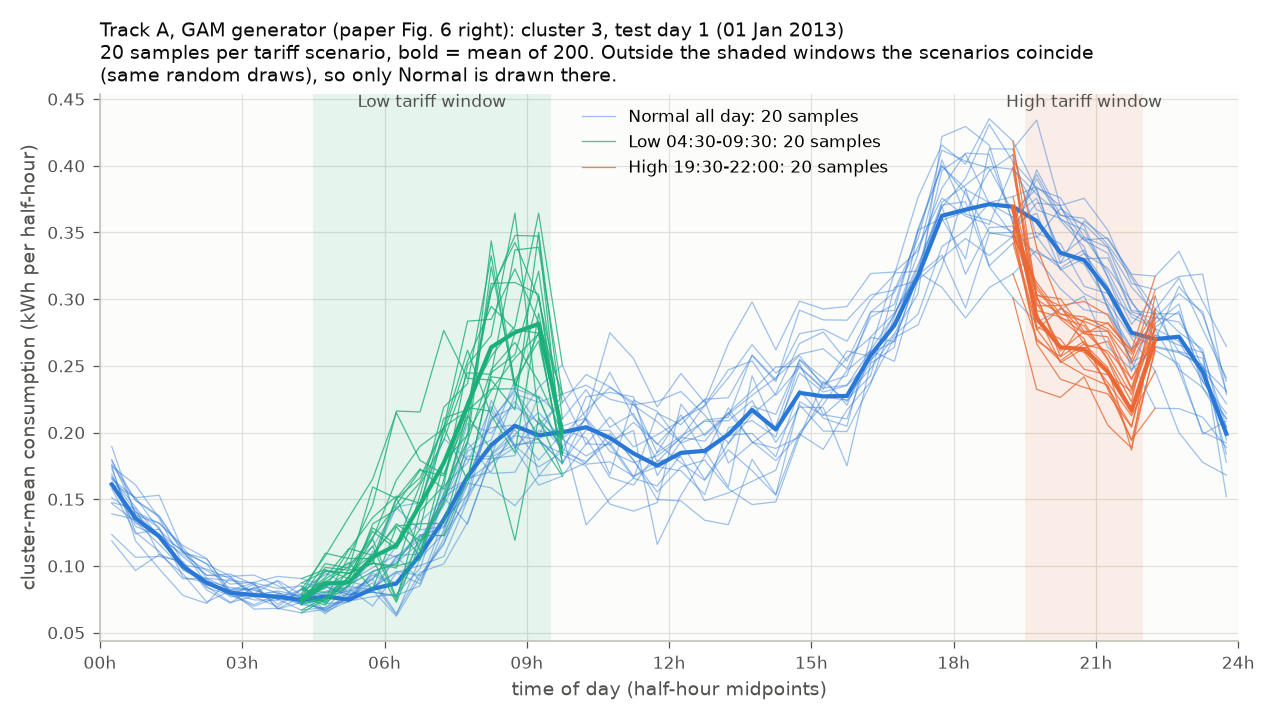 Track A, GAM generator (paper Fig. 6 right): cluster 3, test day 1 (01 Jan 2013)
20 samples per tariff scenario, bold = mean of 200. Outside the shaded windows the scenarios coincide
(same random draws), so only Normal is drawn there.
Low tariff window
High tariff window
Normal all day: 20 samples
Low 04:30-09:30: 20 samples
High 19:30-22:00: 20 samples
cluster-mean consumption (kWh per half-hour)
0.45
0.40
0.35
0.30
0.25
0.20
0.15
0.10
0.05
00h
03h
06h
09h
12h
15h
18h
21h
24h
time of day (half-hour midpoints)